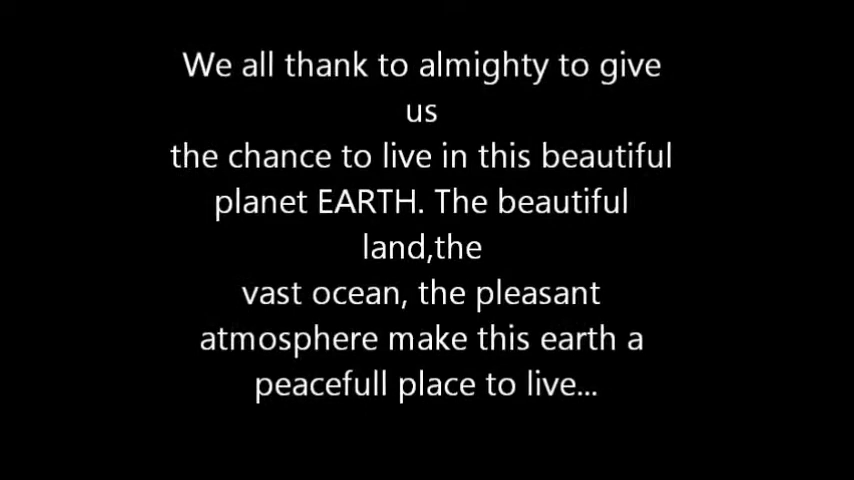 We all thank to almighty to give
us
the chance to live in this beautiful
planet EARTH. The beautiful
land,the
vast ocean, the pleasant
atmosphere make this earth a
peacefull place to live...